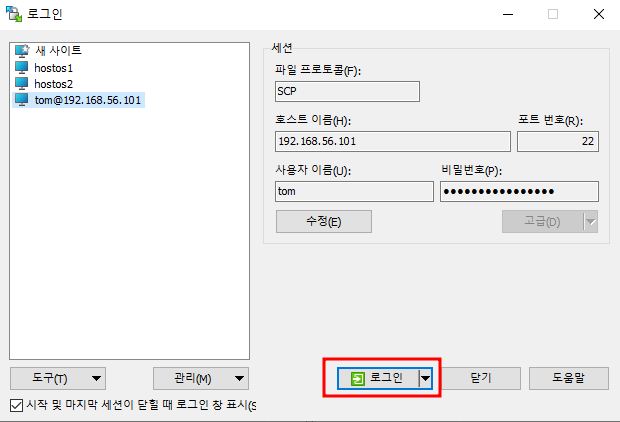 로그인
새 사이트
hostos1
hostos2
tom@192.168.56.101
세션
파일 프로토콜(F):
SCP
호스트 이름(H):
포트 번호(R):
192.168.56.101
22
사용자 이름(U):
비밀번호(P):
tom
●●●●●●●●●●●●●●●●
수정(E)
고급(D)
도구(T)
관리(M)
로그인
닫기
도움말
시작 및 마지막 세션이 닫힐 때 로그인 창 표시(S